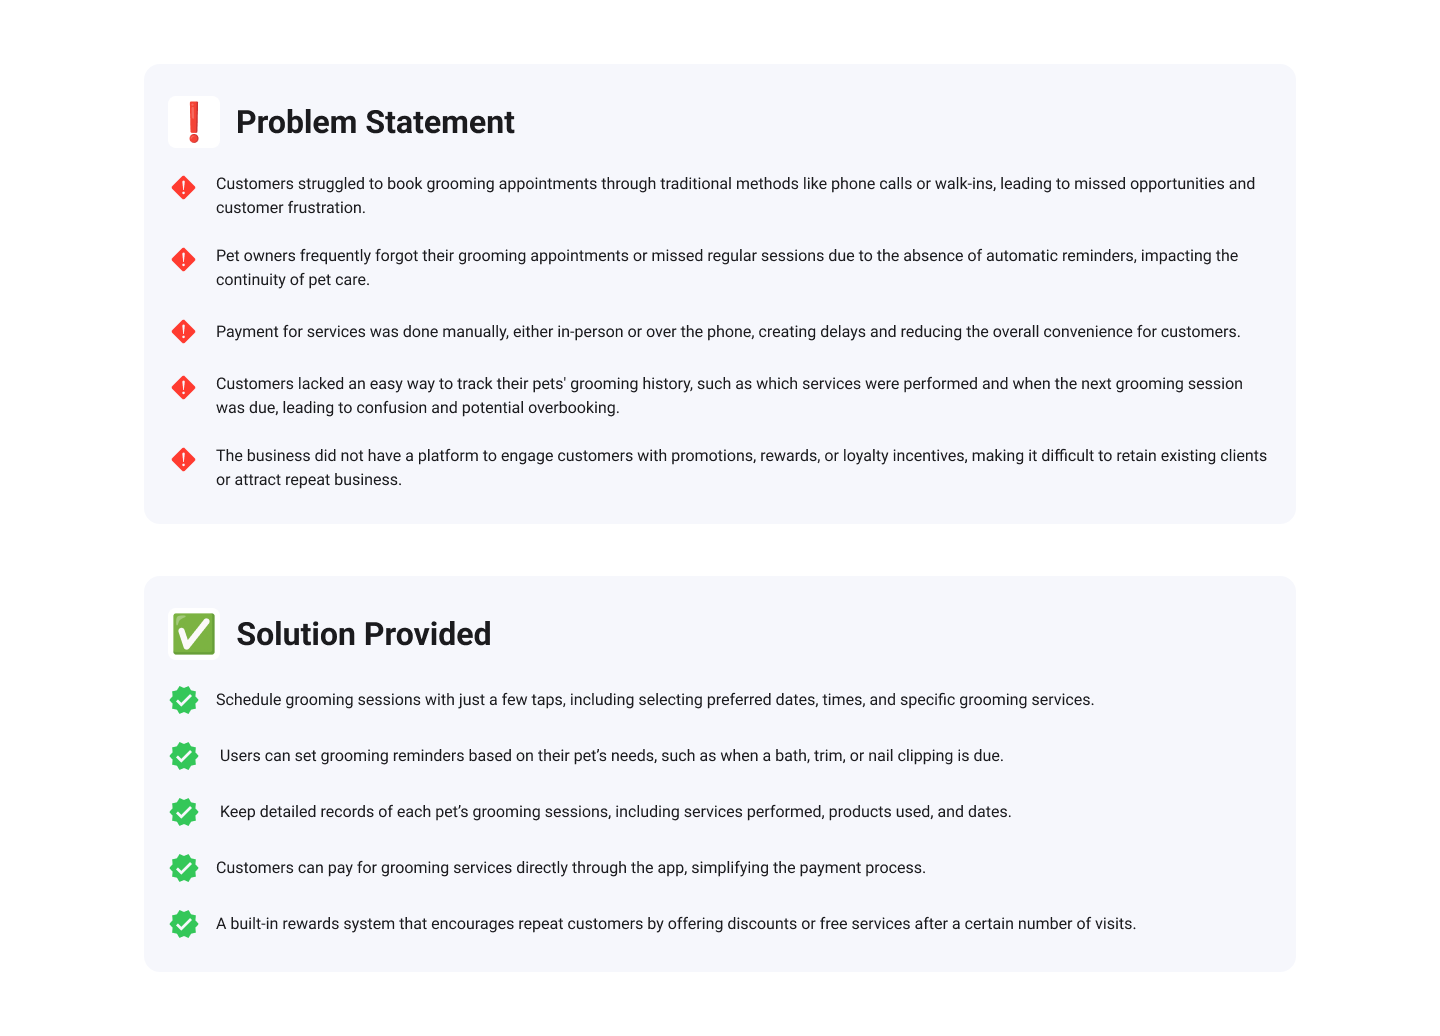 Problem Statement
Customers struggled to book grooming appointments through traditional methods like phone calls or walk-ins, leading to missed opportunities and
customer frustration.
Pet owners frequently forgot their grooming appointments or missed regular sessions due to the absence of automatic reminders, impacting the
continuity of pet care.
Payment for services was done manually, either in-person or over the phone, creating delays and reducing the overall convenience for customers.
Customers lacked an easy way to track their pets' grooming history, such as which services were performed and when the next grooming session
was due, leading to confusion and potential overbooking.
The business did not have a platform to engage customers with promotions, rewards, or loyalty incentives, making it difficult to retain existing clients
or attract repeat business.
Solution Provided
Schedule grooming sessions with just a few taps, including selecting preferred dates, times, and specific grooming services.
Users can set grooming reminders based on their pet’s needs, such as when a bath, trim, or nail clipping is due.
Keep detailed records of each pet’s grooming sessions, including services performed, products used, and dates.
Customers can pay for grooming services directly through the app, simplifying the payment process.
A built-in rewards system that encourages repeat customers by offering discounts or free services after a certain number of visits.